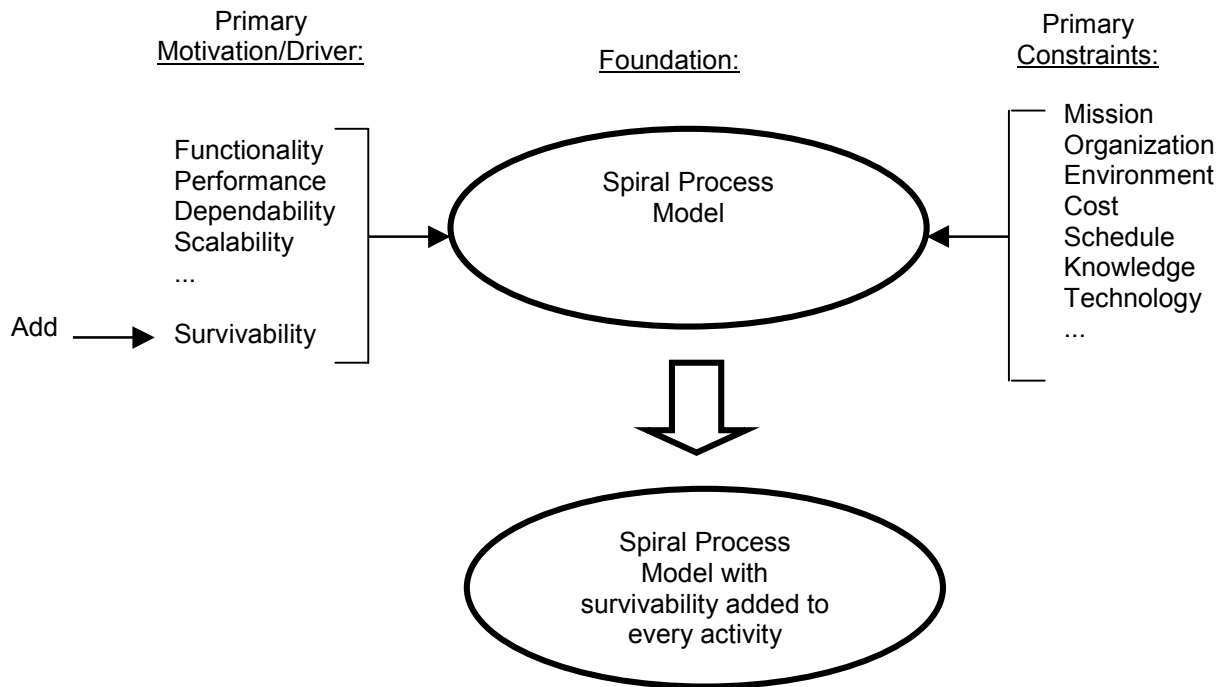 Primary
Motivation/Driver:
Functionality
Performance
Dependability
Scalability
...
Add
Survivability
Foundation:
Spiral Process
Model
Primary
Constraints:
Mission
Organization
Environment
Cost
Schedule
Knowledge
Technology
...
Spiral Process
Model with
survivability added to
every activity